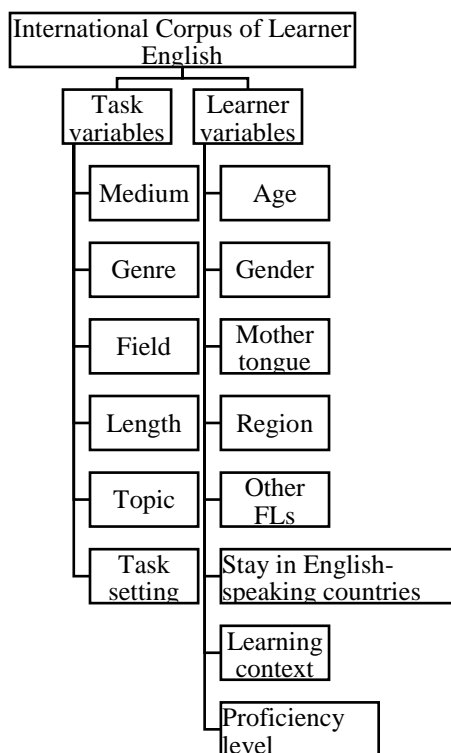 International Corpus of Learner
English
Task
variables
Learner
variables
Medium
Age
Genre
Gender
Field
Mother
tongue
Length
Region
Topic
Other
FLs
Task
setting
Stay in English-
speaking countries
Learning
context
Proficiency
level